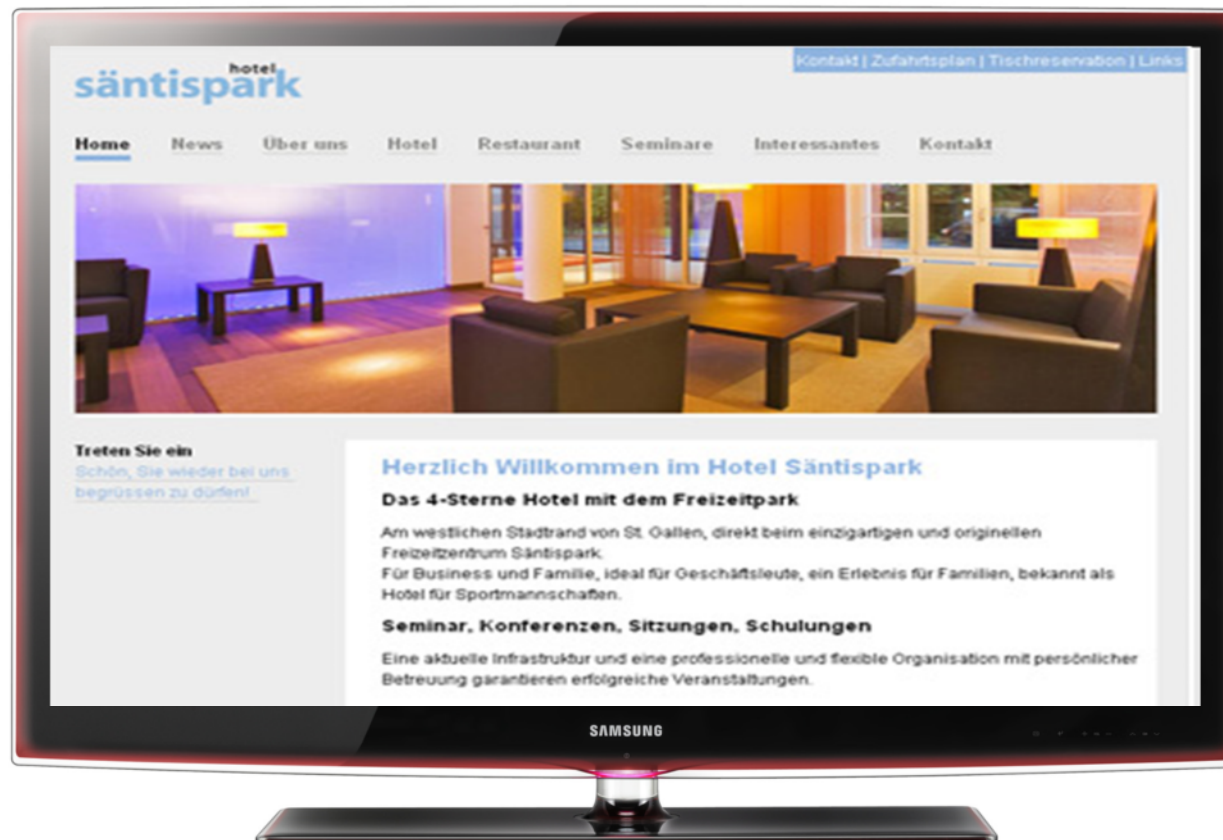 hotel
säntispark
Kontakt | Zufahrtsplan | Tischreservation | Links
Home News Über uns Hotel Restaurant Seminare Interessantes Kontakt
Treten Sie ein
Schön, Sie wieder bei uns
begrüssen zu dürfen!
Herzlich Willkommen im Hotel Säntispark
Das 4-Sterne Hotel mit dem Freizeitpark
Am westlichen Stadtrand von St. Gallen, direkt beim einzigartigen und originellen
Freizeitzentrum Säntispark.
Für Business und Familie, ideal für Geschäftsleute, ein Erlebnis für Familien, bekannt als
Hotel für Sportmannschaften.
Seminar, Konferenzen, Sitzungen, Schulungen
Eine aktuelle Infrastruktur und eine professionelle und flexible Organisation mit persönlicher
Betreuung garantieren erfolgreiche Veranstaltungen.
SAMSUNG